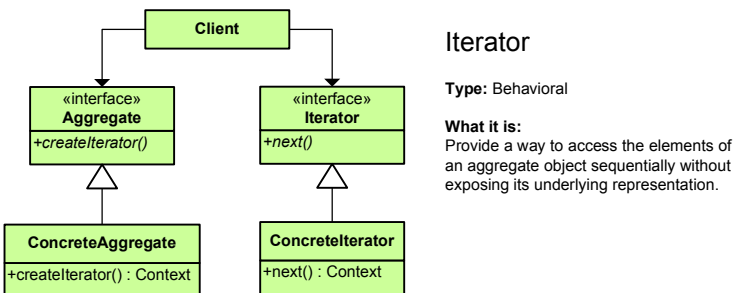 Client
«interface»
Aggregate
+createIterator()
«interface»
Iterator
+next()
ConcreteAggregate
+createIterator() : Context
ConcreteIterator
+next() : Context
Iterator
Type: Behavioral
What it is:
Provide a way to access the elements of
an aggregate object sequentially without
exposing its underlying representation.